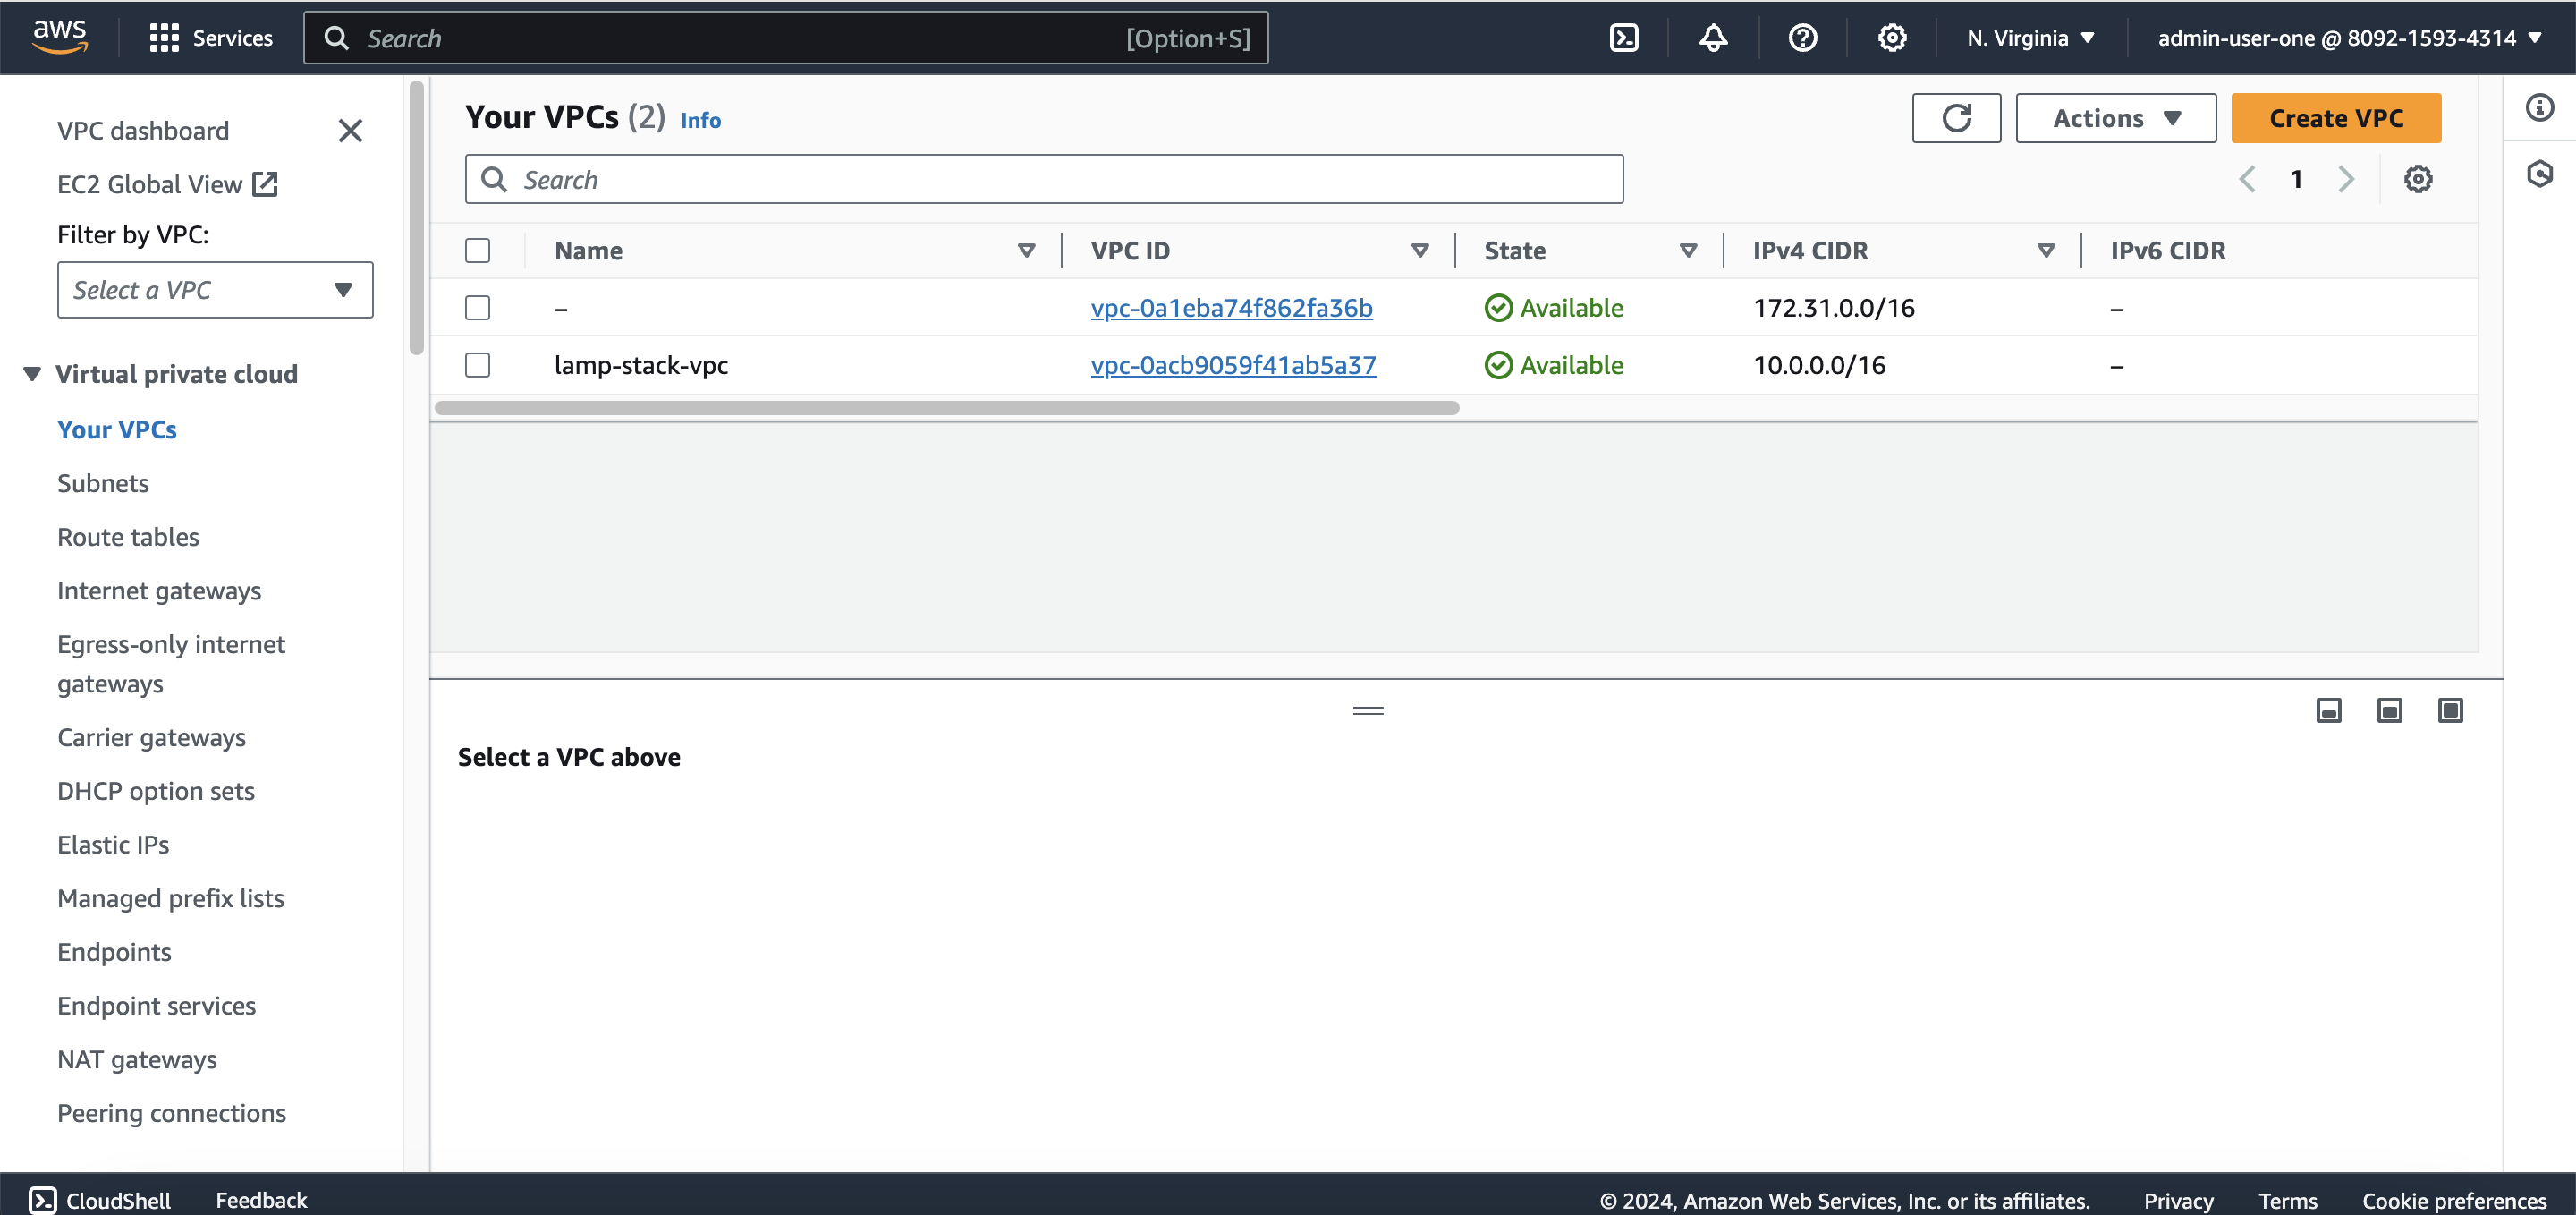 aws
Services
Search
[Option+S]
N. Virginia
admin-user-one @ 8092-1593-4314
VPC dashboard
EC2 Global View
Filter by VPC:
Select a VPC
Virtual private cloud
Your VPCs
Subnets
Route tables
Internet gateways
Egress-only internet
gateways
Carrier gateways
DHCP option sets
Elastic IPs
Managed prefix lists
Endpoints
Endpoint services
NAT gateways
Peering connections
Your VPCs (2) Info
Actions
Create VPC
Search
1
Name VPC ID State IPv4 CIDR IPv6 CIDR
– vpc-0a1eba74f862fa36b Available 172.31.0.0/16 –
lamp-stack-vpc vpc-0acb9059f41ab5a37 Available 10.0.0.0/16 –
Select a VPC above
CloudShell Feedback © 2024, Amazon Web Services, Inc. or its affiliates. Privacy Terms Cookie preferences